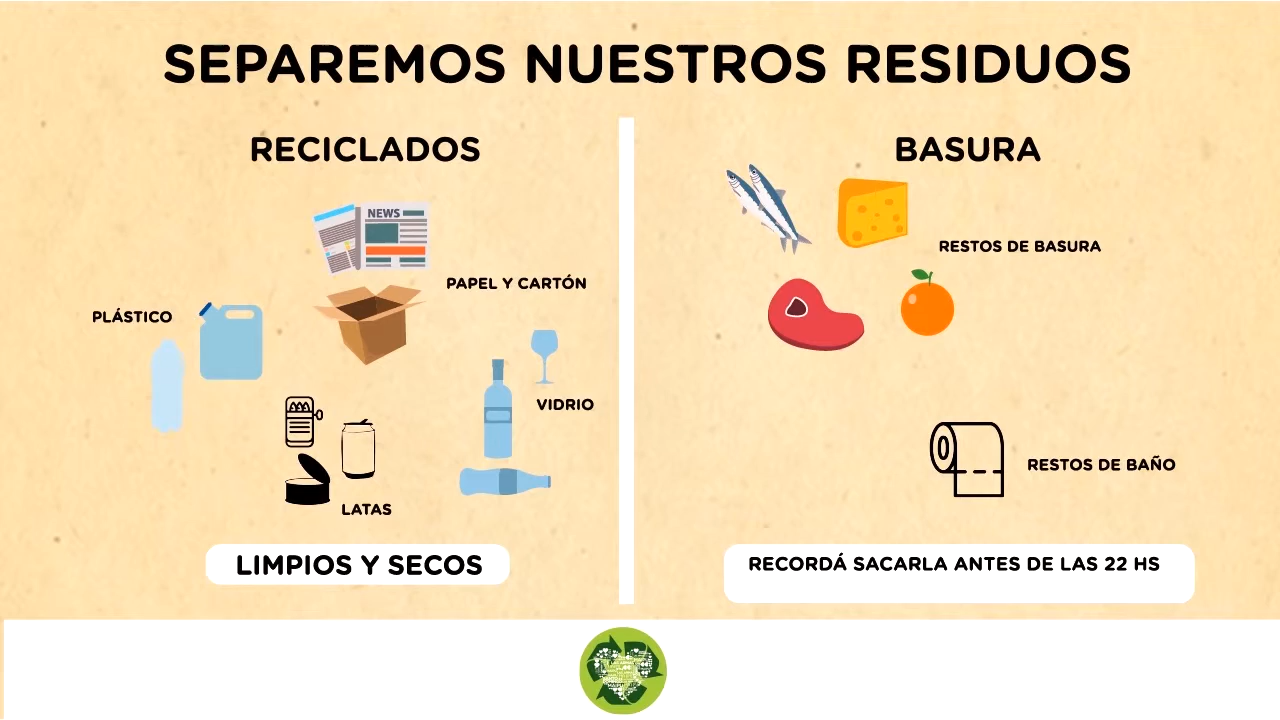 SEPAREMOS NUESTROS RESIDUOS
RECICLADOS
NEWS
PAPEL Y CARTÓN
PLÁSTICO
VIDRIO
LATAS
LIMPIOS Y SECOS
BASURA
RESTOS DE BASURA
RESTOS DE BAÑO
RECORDÁ SACARLA ANTES DE LAS 22 HS